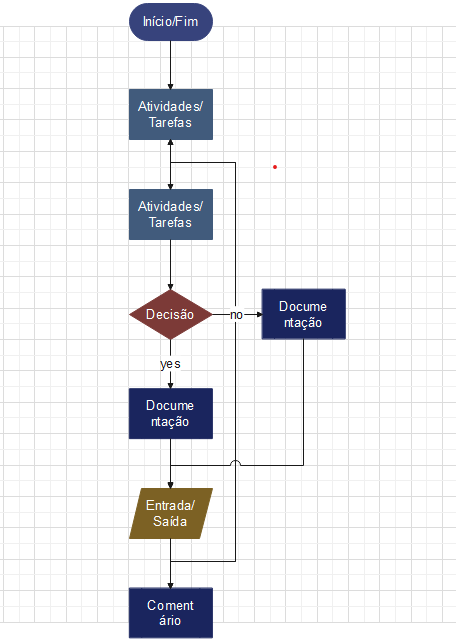 Início/Fim
Atividades/
Tarefas
Atividades/
Tarefas
Decisão
no
Docume
ntação
yes
Docume
ntação
Entrada/
Saída
Coment
ário